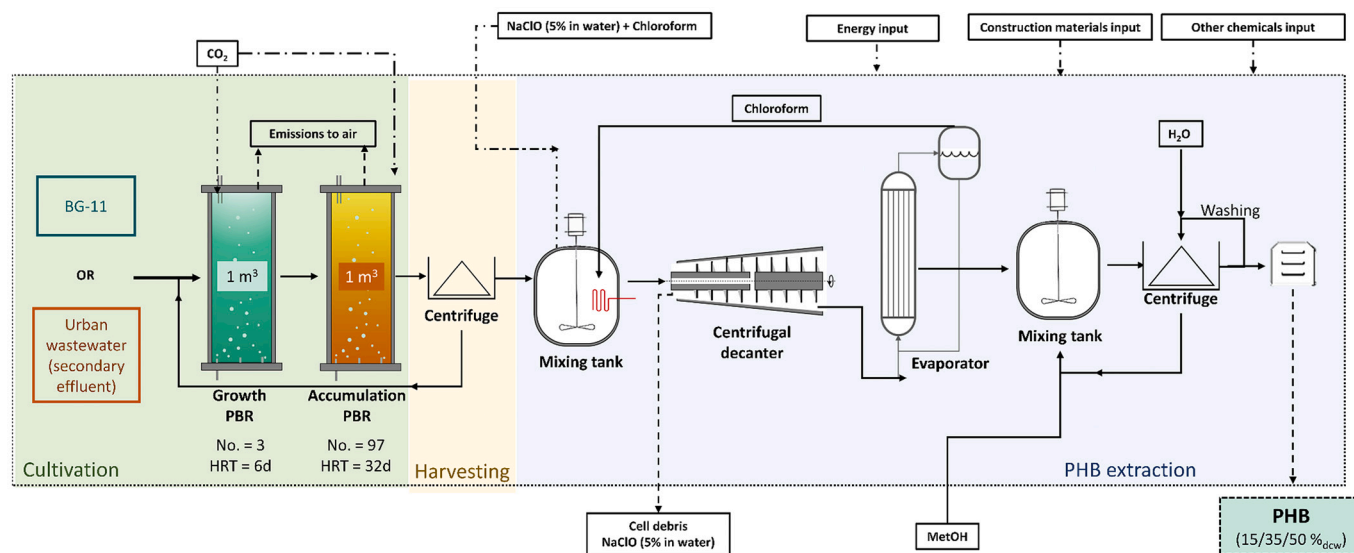 NaClO (5% in water) + Chloroform
Energy input
Construction materials input
Other chemicals input
CO2
Emissions to air
Chloroform
H2O
Washing
BG-11
OR
Urban
wastewater
(secondary
effluent)
1 m³
1 m³
Centrifuge
Mixing tank
Centrifugal
decanter
Evaporator
Mixing tank
Centrifuge
Growth
PBR
Accumulation
PBR
No. = 3
HRT = 6d
No. = 97
HRT = 32d
Cultivation
Harvesting
PHB extraction
Cell debris
NaClO (5% in water)
MetOH
PHB
(15/35/50 %dcw)